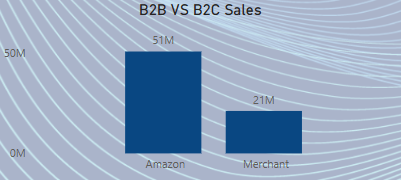 B2B VS B2C Sales
51M
50M
21M
0M
Amazon
Merchant